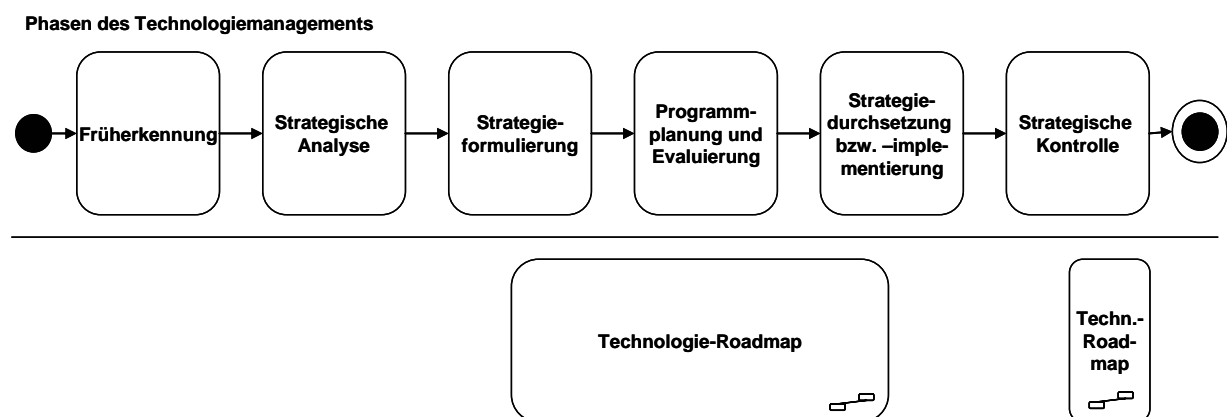 Phasen des Technologiemanagements
Früherkennung
Strategische
Analyse
Strategie-
formulierung
Programm-
planung und
Evaluierung
Strategie-
durchsetzung
bzw. –imple-
mentierung
Strategische
Kontrolle
Technologie-Roadmap
Techn.-
Road-
map